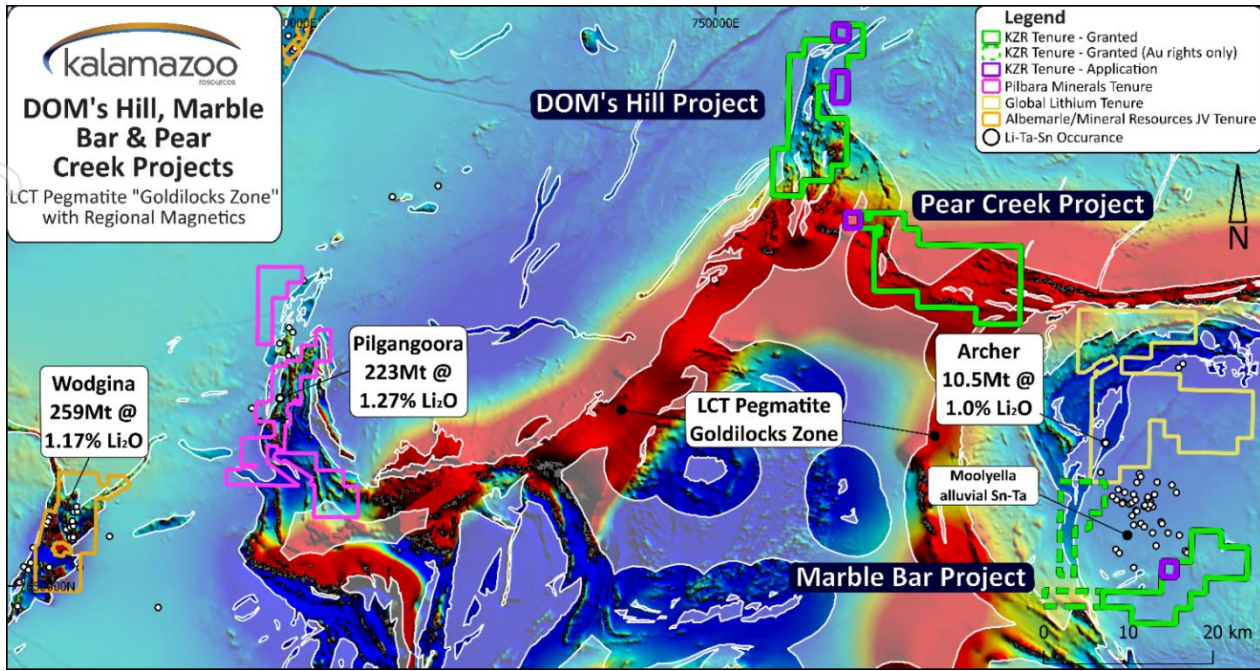 kalamazoo
resources
DOM's Hill, Marble
Bar & Pear
Creek Projects
LCT Pegmatite "Goldilocks Zone"
with Regional Magnetics
750000E
Legend
KZR Tenure - Granted
KZR Tenure - Granted (Au rights only)
KZR Tenure - Application
Pilbara Minerals Tenure
Global Lithium Tenure
Albemarle/Mineral Resources JV Tenure
Li-Ta-Sn Occurance
DOM's Hill Project
Pear Creek Project
N
Pilgangoora
223Mt @
1.27% Li₂O
Wodgina
259Mt @
1.17% Li₂O
Archer
10.5Mt @
1.0% Li₂O
LCT Pegmatite
Goldilocks Zone
Moolyella
alluvial Sn-Ta
Marble Bar Project
0 10 20 km